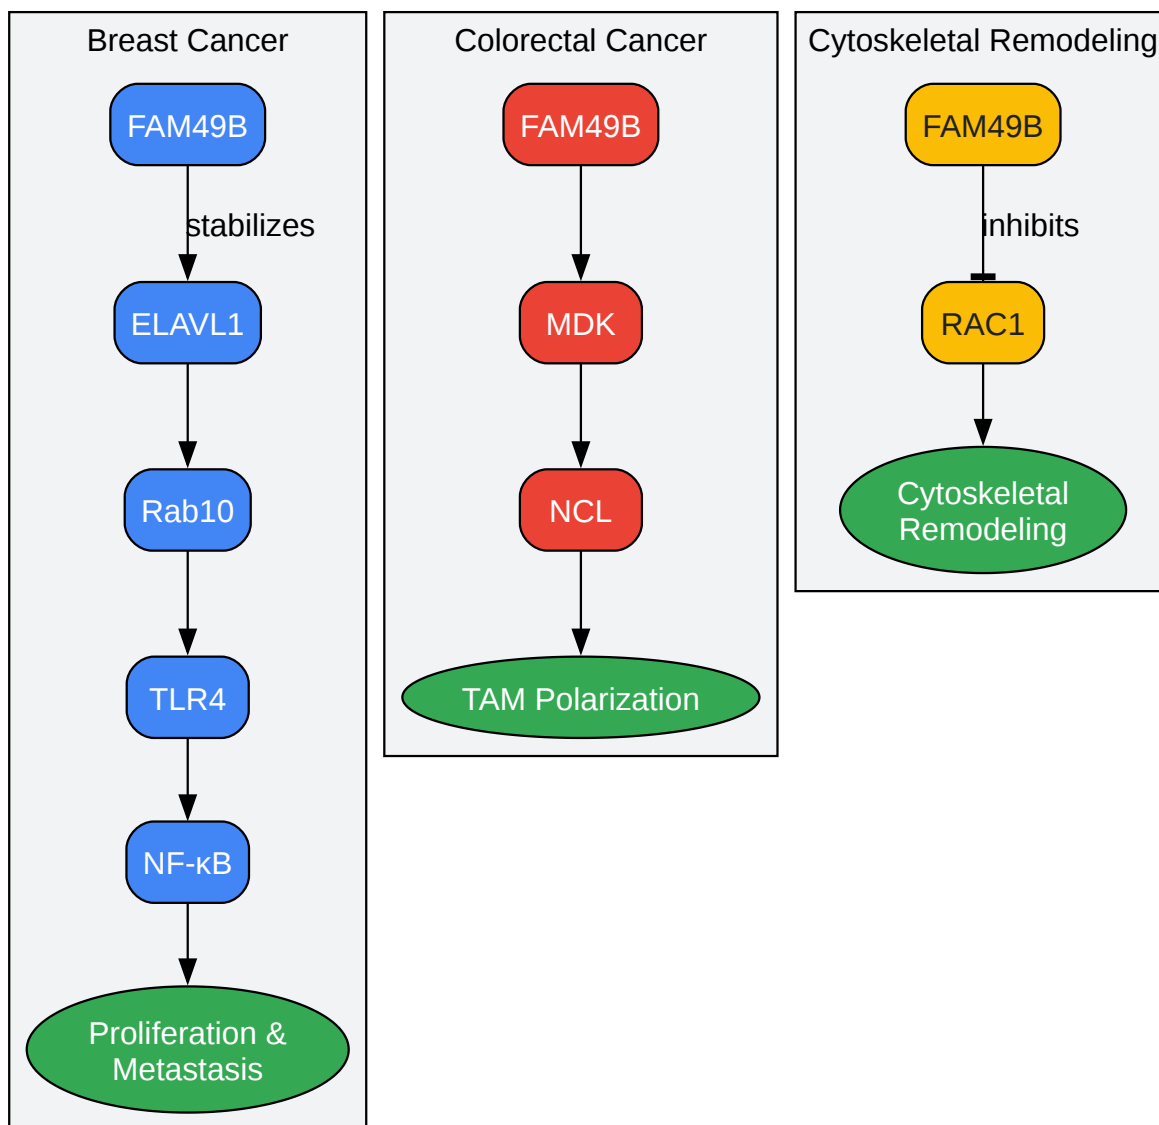 Breast Cancer
FAM49B
stabilizes
ELAVL1
Rab10
TLR4
NF-κB
Proliferation &
Metastasis
Colorectal Cancer
FAM49B
MDK
NCL
TAM Polarization
Cytoskeletal Remodeling
FAM49B
inhibits
RAC1
Cytoskeletal
Remodeling